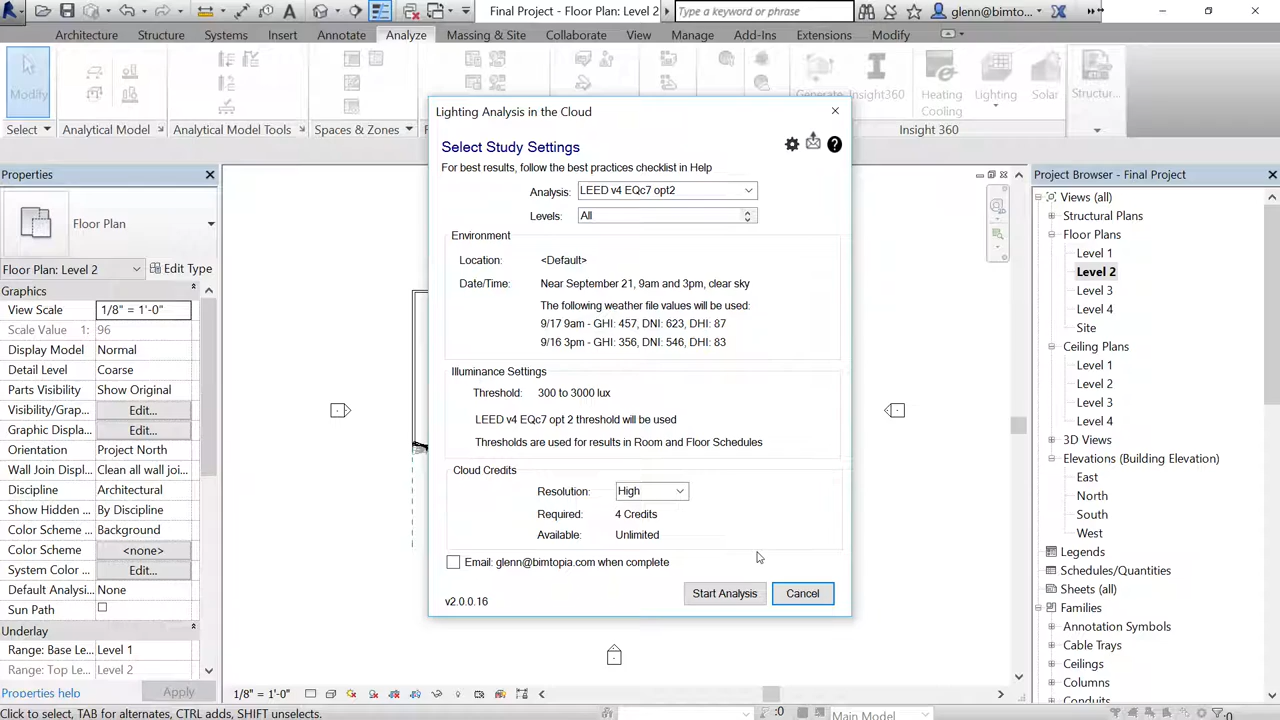 Final Project - Floor Plan: Level 2
Type a keyword or phrase
glenn@bimto...
Architecture Structure Systems Insert Annotate Analyze Massing & Site Collaborate View Manage Add-Ins Extensions Modify
Modify
Generate Insight360 Heating Cooling Lighting Solar Structur...
Select Analytical Model Analytical Model Tools Spaces & Zones Insight 360
Lighting Analysis in the Cloud
Select Study Settings
For best results, follow the best practices checklist in Help
Analysis: LEED v4 EQc7 opt2
Levels: All
Environment
Location: <Default>
Date/Time: Near September 21, 9am and 3pm, clear sky
The following weather file values will be used:
9/17 9am - GHI: 457, DNI: 623, DHI: 87
9/16 3pm - GHI: 356, DNI: 546, DHI: 83
Illuminance Settings
Threshold: 300 to 3000 lux
LEED v4 EQc7 opt 2 threshold will be used
Thresholds are used for results in Room and Floor Schedules
Cloud Credits
Resolution: High
Required: 4 Credits
Available: Unlimited
Email: glenn@bimtopia.com when complete
v2.0.0.16
Start Analysis
Cancel
Properties
Floor Plan
Floor Plan: Level 2 Edit Type
Graphics
View Scale 1/8" = 1'-0"
Scale Value 1: 96
Display Model Normal
Detail Level Coarse
Parts Visibility Show Original
Visibility/Grap... Edit...
Graphic Displa... Edit...
Orientation Project North
Wall Join Displ... Clean all wall joi...
Discipline Architectural
Show Hidden ... By Discipline
Color Scheme ... Background
Color Scheme <none>
System Color ... Edit...
Default Analysi... None
Sun Path
Underlay
Range: Base Le... Level 1
Range: Top Le... Level 2
Properties help Apply
Project Browser - Final Project
Views (all)
Structural Plans
Floor Plans
Level 1
Level 2
Level 3
Level 4
Site
Ceiling Plans
Level 1
Level 2
Level 3
Level 4
3D Views
Elevations (Building Elevation)
East
North
South
West
Legends
Schedules/Quantities
Sheets (all)
Families
Annotation Symbols
Cable Trays
Ceilings
Columns
Conduits
1/8" = 1'-0"
Click to select, TAB for alternates, CTRL adds, SHIFT unselects.
:0
Main Model
:0